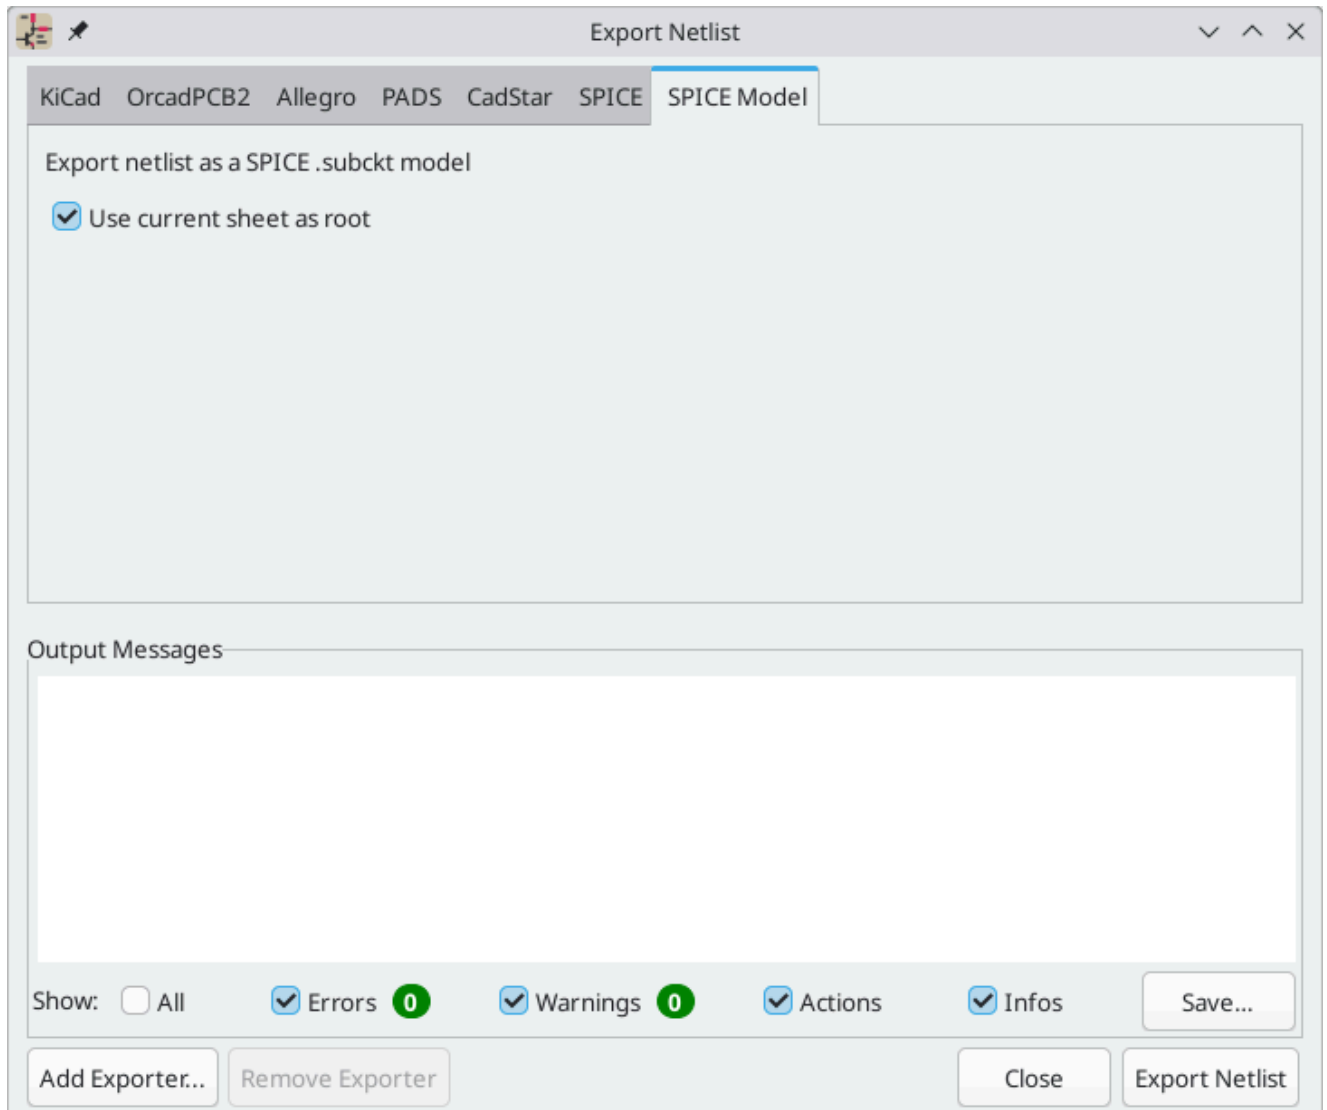 Export Netlist
KiCad OrcadPCB2 Allegro PADS CadStar SPICE SPICE Model
Export netlist as a SPICE .subckt model
Use current sheet as root
Output Messages
Show: All Errors 0 Warnings 0 Actions Infos Save...
Add Exporter... Remove Exporter Close Export Netlist